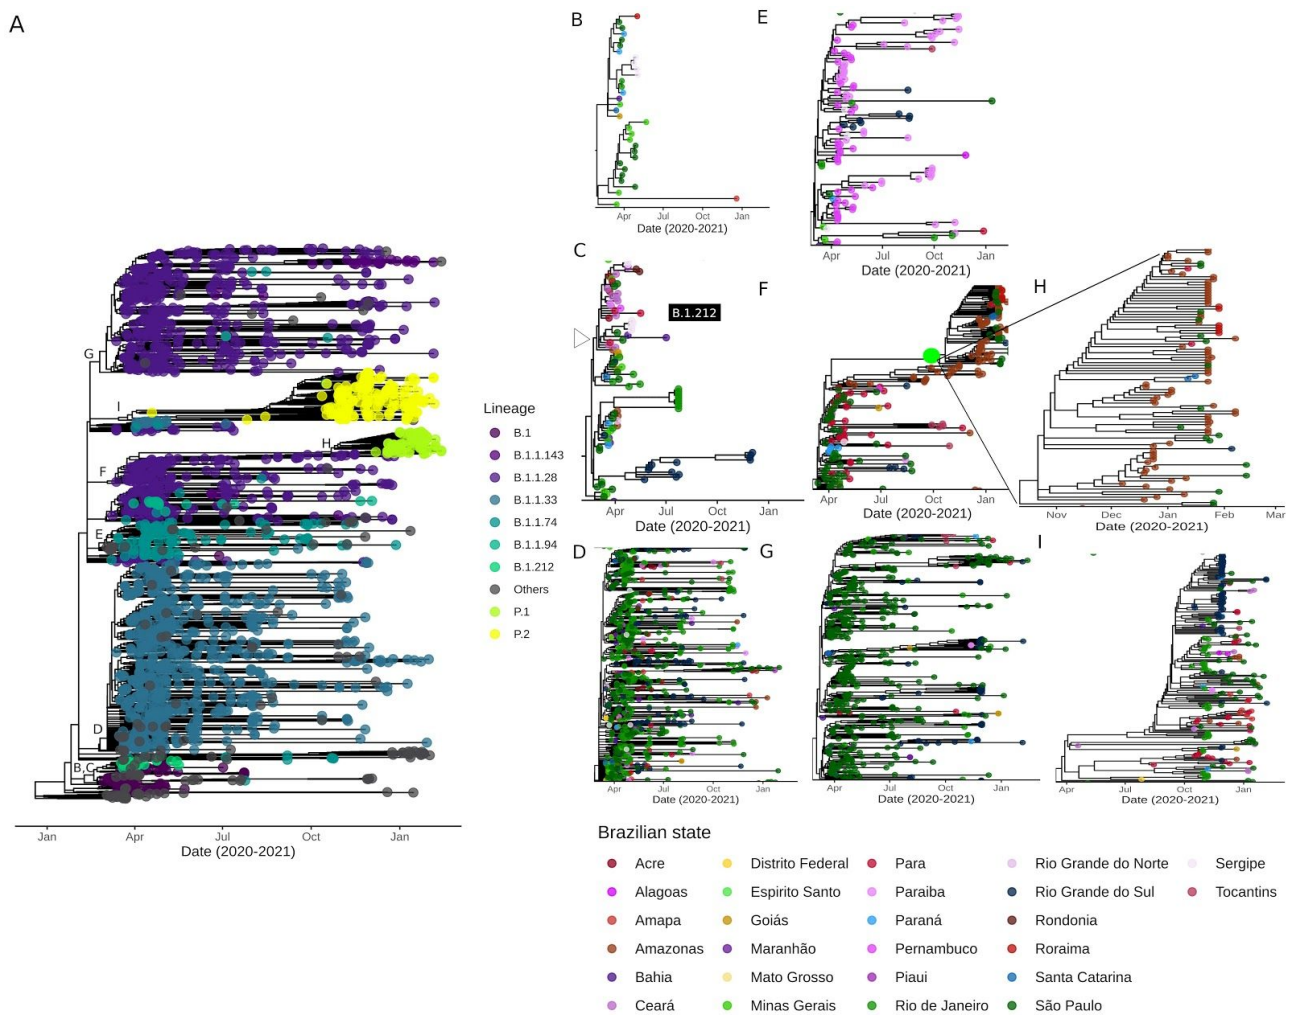 A
G
I
H
F
E
D
B,C
Jan
Apr
Jul
Oct
Jan
Date (2020-2021)
Lineage
B.1
B.1.1.143
B.1.1.28
B.1.1.33
B.1.1.74
B.1.1.94
B.1.212
Others
P.1
P.2
B
Apr
Jul
Oct
Jan
Date (2020-2021)
E
Apr
Jul
Oct
Jan
Date (2020-2021)
C
B.1.212
Apr
Jul
Oct
Jan
Date (2020-2021)
F
Apr
Jul
Oct
Jan
Date (2020-2021)
H
Nov
Dec
Jan
Feb
Mar
Date (2020-2021)
D
Apr
Jul
Oct
Jan
Date (2020-2021)
G
Apr
Jul
Oct
Jan
Date (2020-2021)
I
Apr
Jul
Oct
Jan
Date (2020-2021)
Brazilian state
Acre
Alagoas
Amapa
Amazonas
Bahia
Ceará
Distrito Federal
Espirito Santo
Goiás
Maranhão
Mato Grosso
Minas Gerais
Para
Paraiba
Paraná
Pernambuco
Piaui
Rio de Janeiro
Rio Grande do Norte
Rio Grande do Sul
Rondonia
Roraima
Santa Catarina
São Paulo
Sergipe
Tocantins